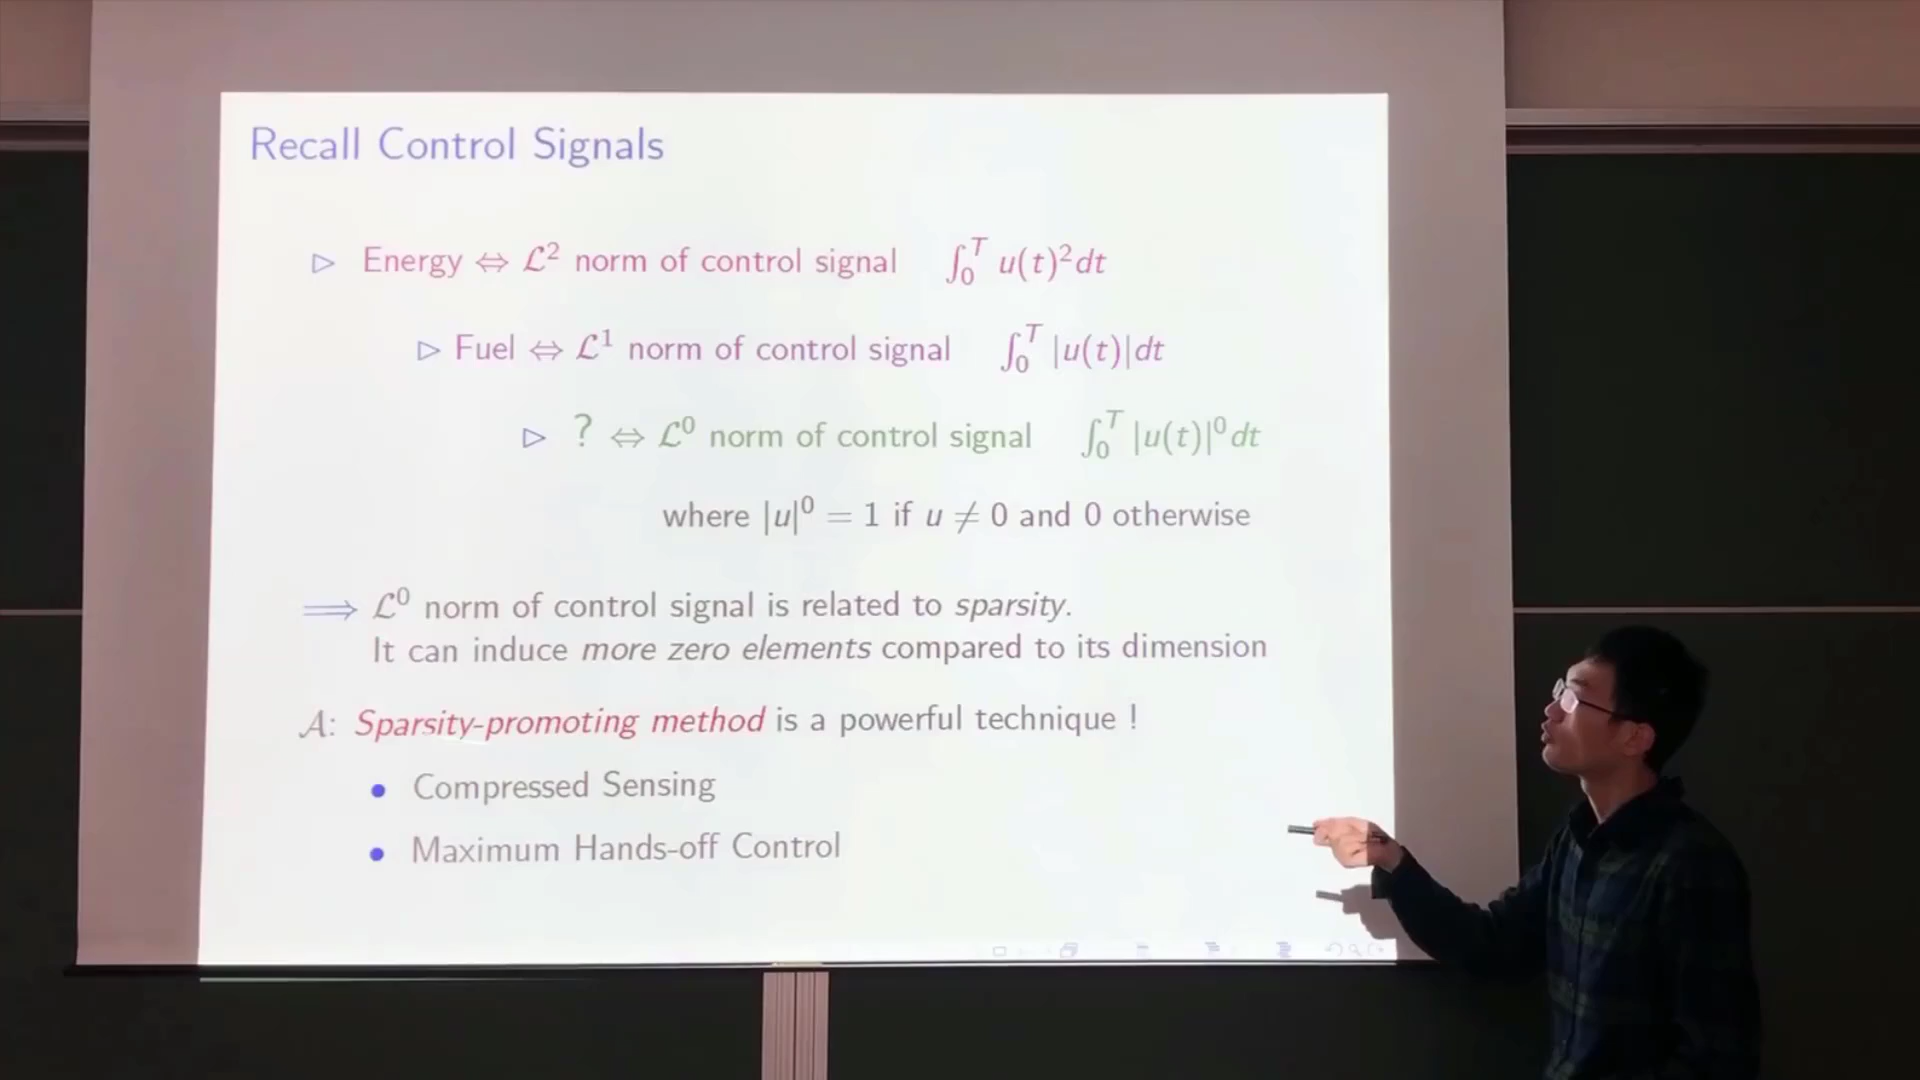 Recall Control Signals
▷ Energy ⇔ ℒ² norm of control signal ∫₀ᵀ u(t)²dt
▷ Fuel ⇔ ℒ¹ norm of control signal ∫₀ᵀ |u(t)|dt
▷ ? ⇔ ℒ⁰ norm of control signal ∫₀ᵀ |u(t)|⁰dt
where |u|⁰ = 1 if u ≠ 0 and 0 otherwise
⟹ ℒ⁰ norm of control signal is related to sparsity.
It can induce more zero elements compared to its dimension
𝒜: Sparsity-promoting method is a powerful technique !
• Compressed Sensing
• Maximum Hands-off Control